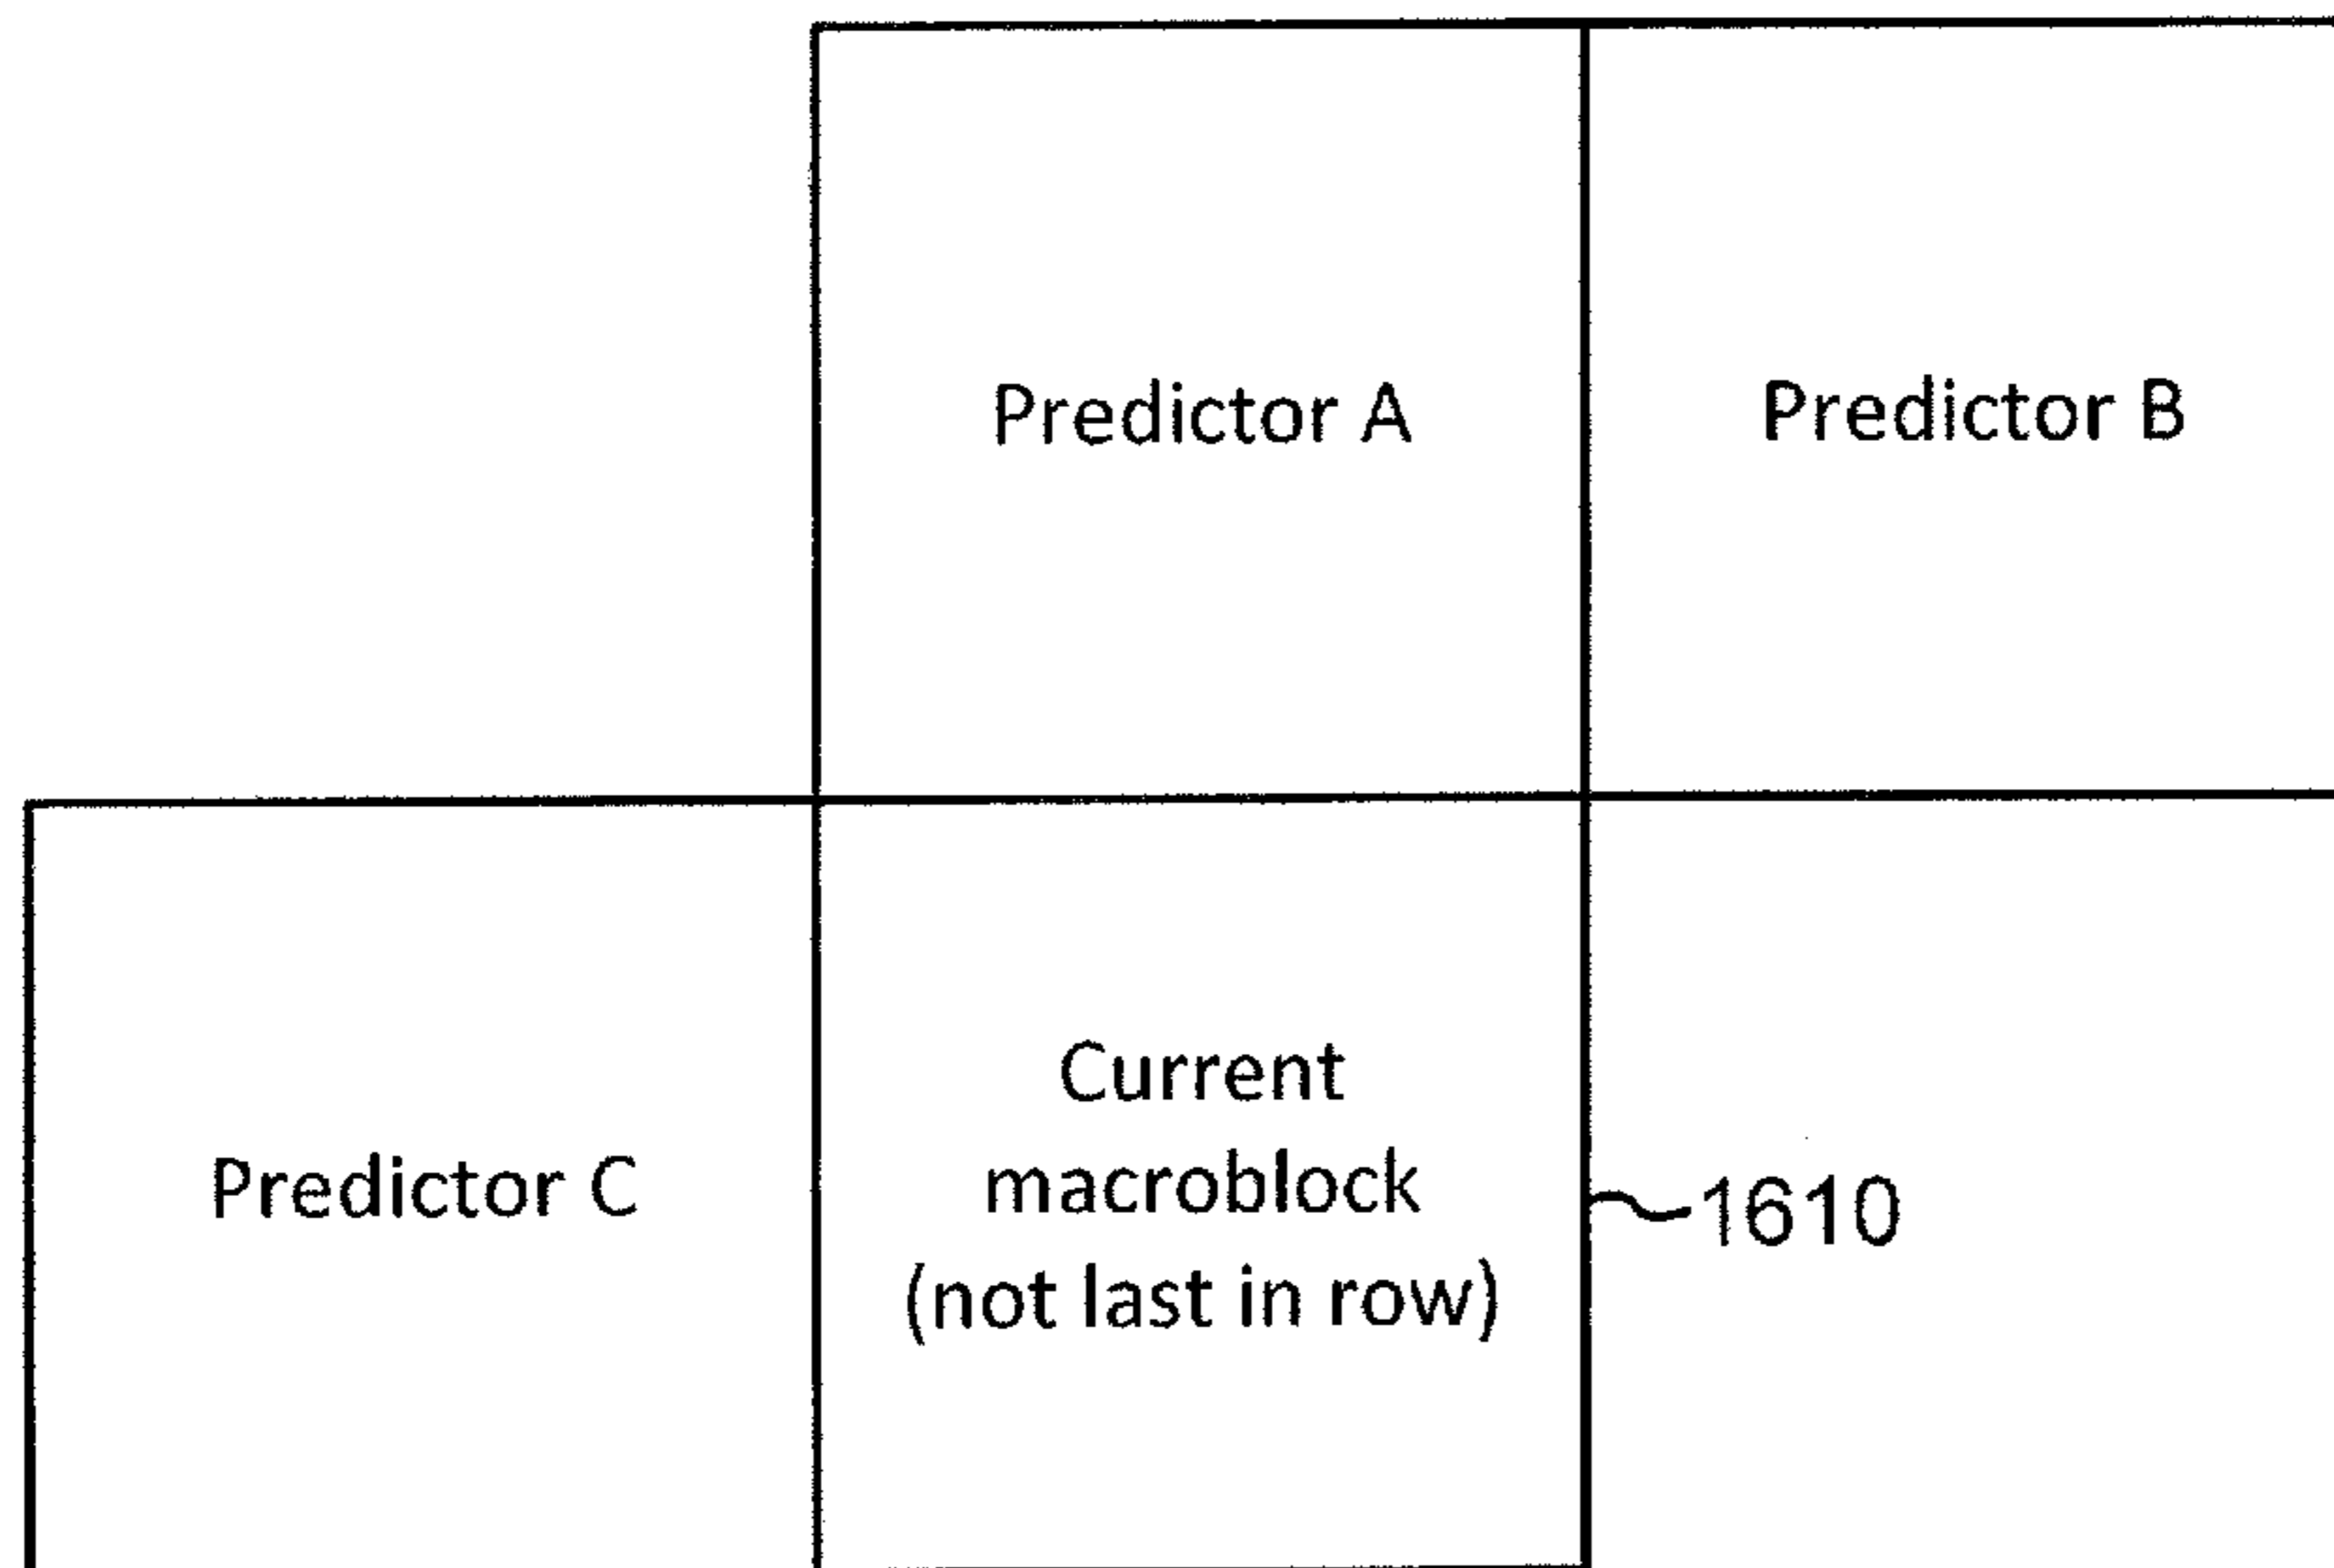 Predictor A
Predictor B
Predictor C
Current
macroblock
(not last in row)
1610